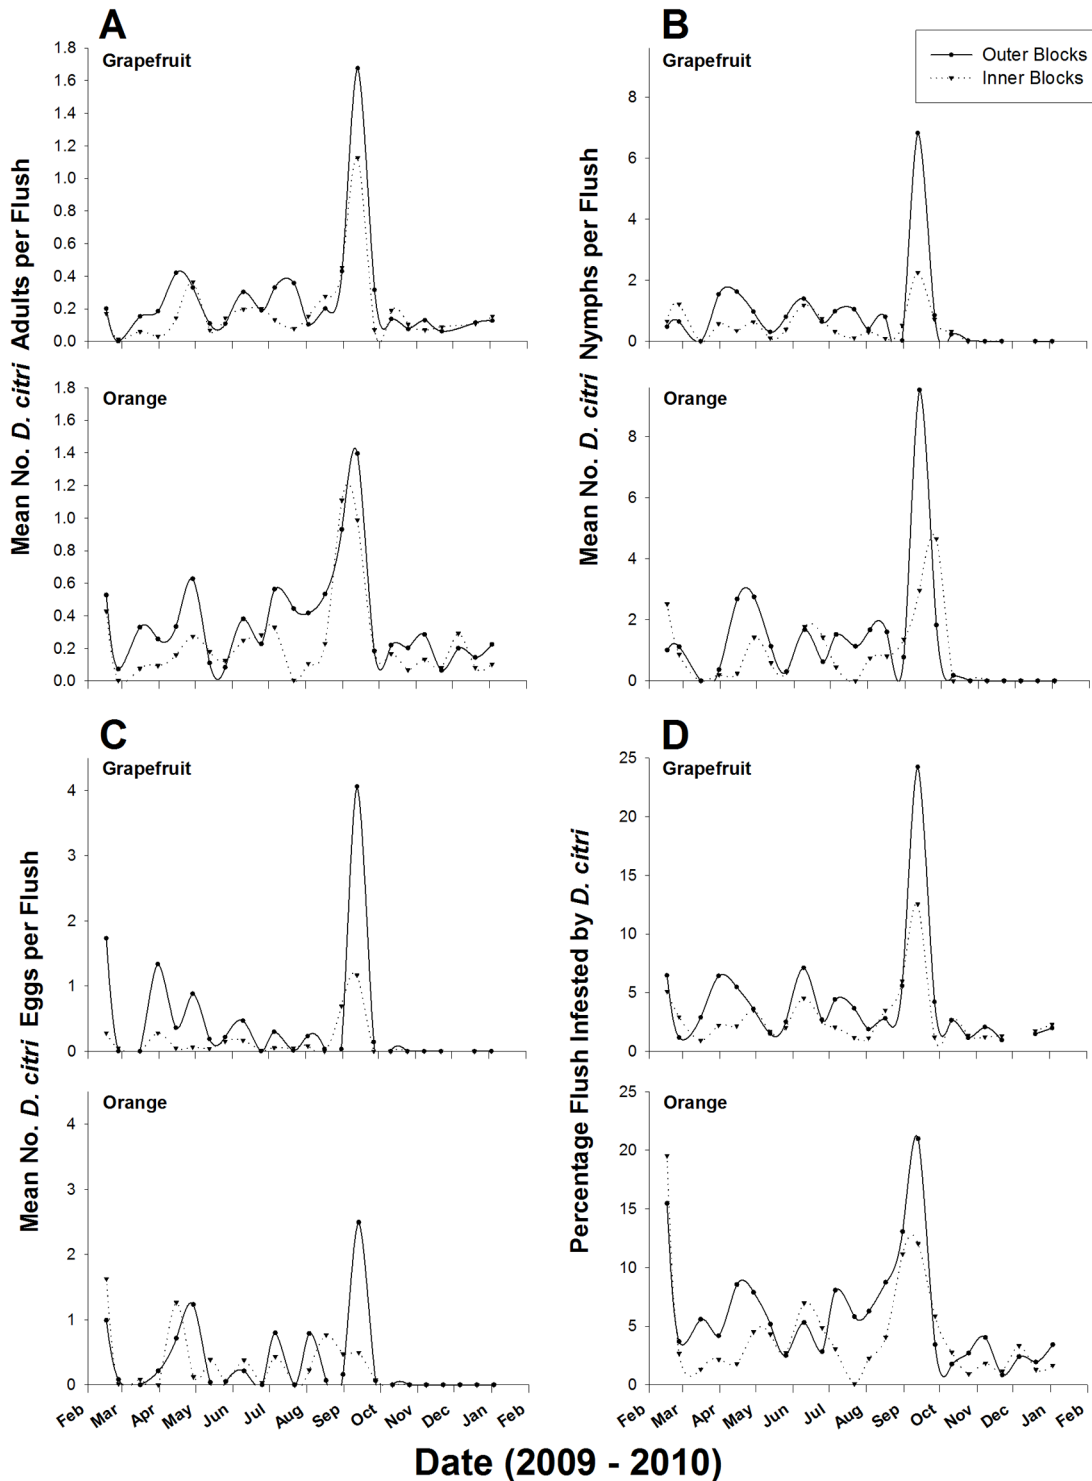 A
B
Grapefruit
1.8
1.6
1.4
1.2
1.0
0.8
0.6
0.4
0.2
0.0
Grapefruit
8
6
4
2
0
Outer Blocks
Inner Blocks
Orange
1.8
1.6
1.4
1.2
1.0
0.8
0.6
0.4
0.2
0.0
Orange
8
6
4
2
0
Mean No. D. citri Adults per Flush
Mean No. D. citri Nymphs per Flush
C
D
Grapefruit
4
3
2
1
0
Grapefruit
25
20
15
10
5
0
Orange
4
3
2
1
0
Orange
25
20
15
10
5
0
Mean No. D. citri Eggs per Flush
Percentage Flush Infested by D. citri
Feb Mar Apr May Jun Jul Aug Sep Oct Nov Dec Jan Feb
Feb Mar Apr May Jun Jul Aug Sep Oct Nov Dec Jan Feb
Date (2009 - 2010)